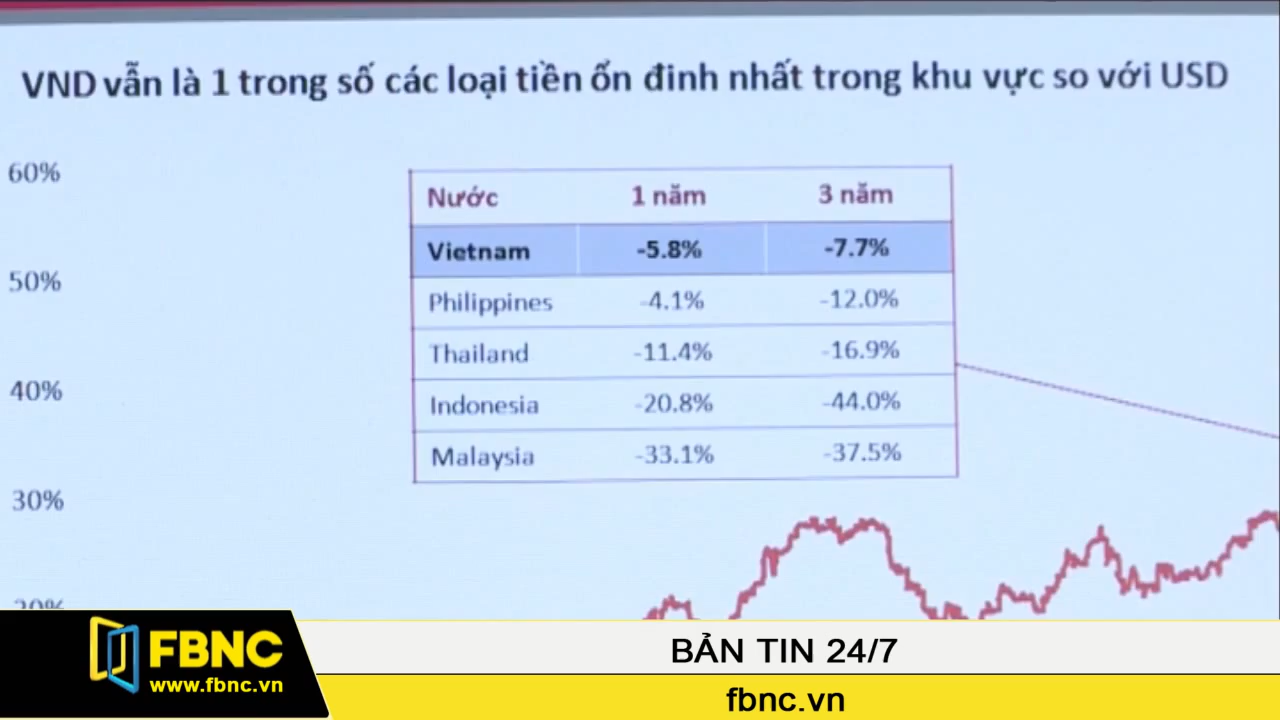 VND vẫn là 1 trong số các loại tiền ổn đinh nhất trong khu vực so với USD
60%
50%
40%
30%
20%
Nước 1 năm 3 năm
Vietnam -5.8% -7.7%
Philippines -4.1% -12.0%
Thailand -11.4% -16.9%
Indonesia -20.8% -44.0%
Malaysia -33.1% -37.5%
FBNC
www.fbnc.vn
BẢN TIN 24/7
fbnc.vn